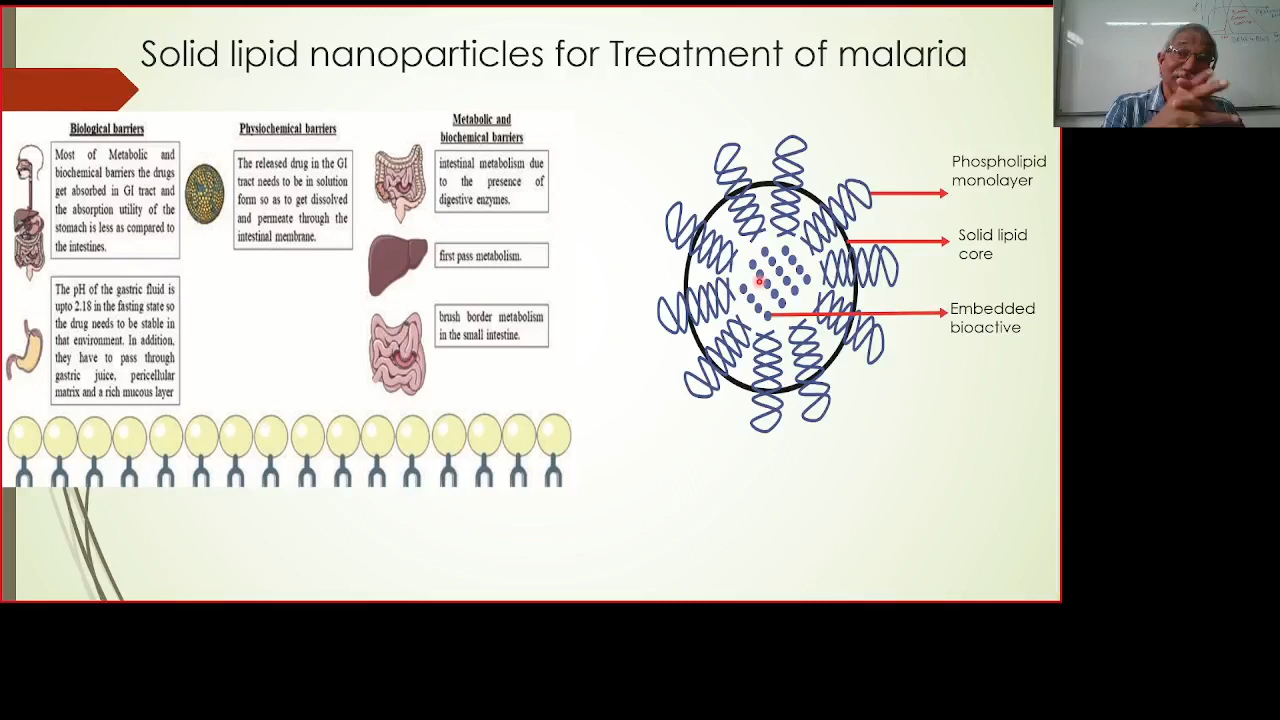 Solid lipid nanoparticles for Treatment of malaria
Biological barriers
Most of Metabolic and
biochemical barriers the drugs
get absorbed in GI tract and
the absorption utility of the
stomach is less as compared to
the intestines.
The pH of the gastric fluid is
upto 2.18 in the fasting state so
the drug needs to be stable in
that environment. In addition,
they have to pass through
gastric juice, pericellular
matrix and a rich mucous layer
Physiochemical barriers
The released drug in the GI
tract needs to be in solution
form so as to get dissolved
and permeate through the
intestinal membrane.
Metabolic and
biochemical barriers
intestinal metabolism due
to the presence of
digestive enzymes.
first pass metabolism.
brush border metabolism
in the small intestine.
Phospholipid
monolayer
Solid lipid
core
Embedded
bioactive